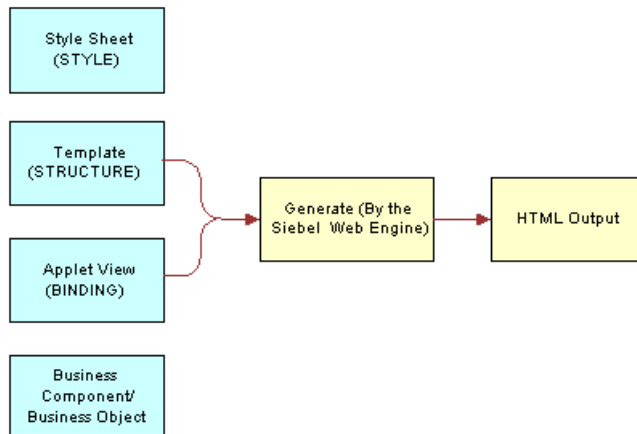 Style Sheet
(STYLE)
Template
(STRUCTURE)
Applet View
(BINDING)
Business
Component/
Business Object
Generate (By the
Siebel Web Engine)
HTML Output